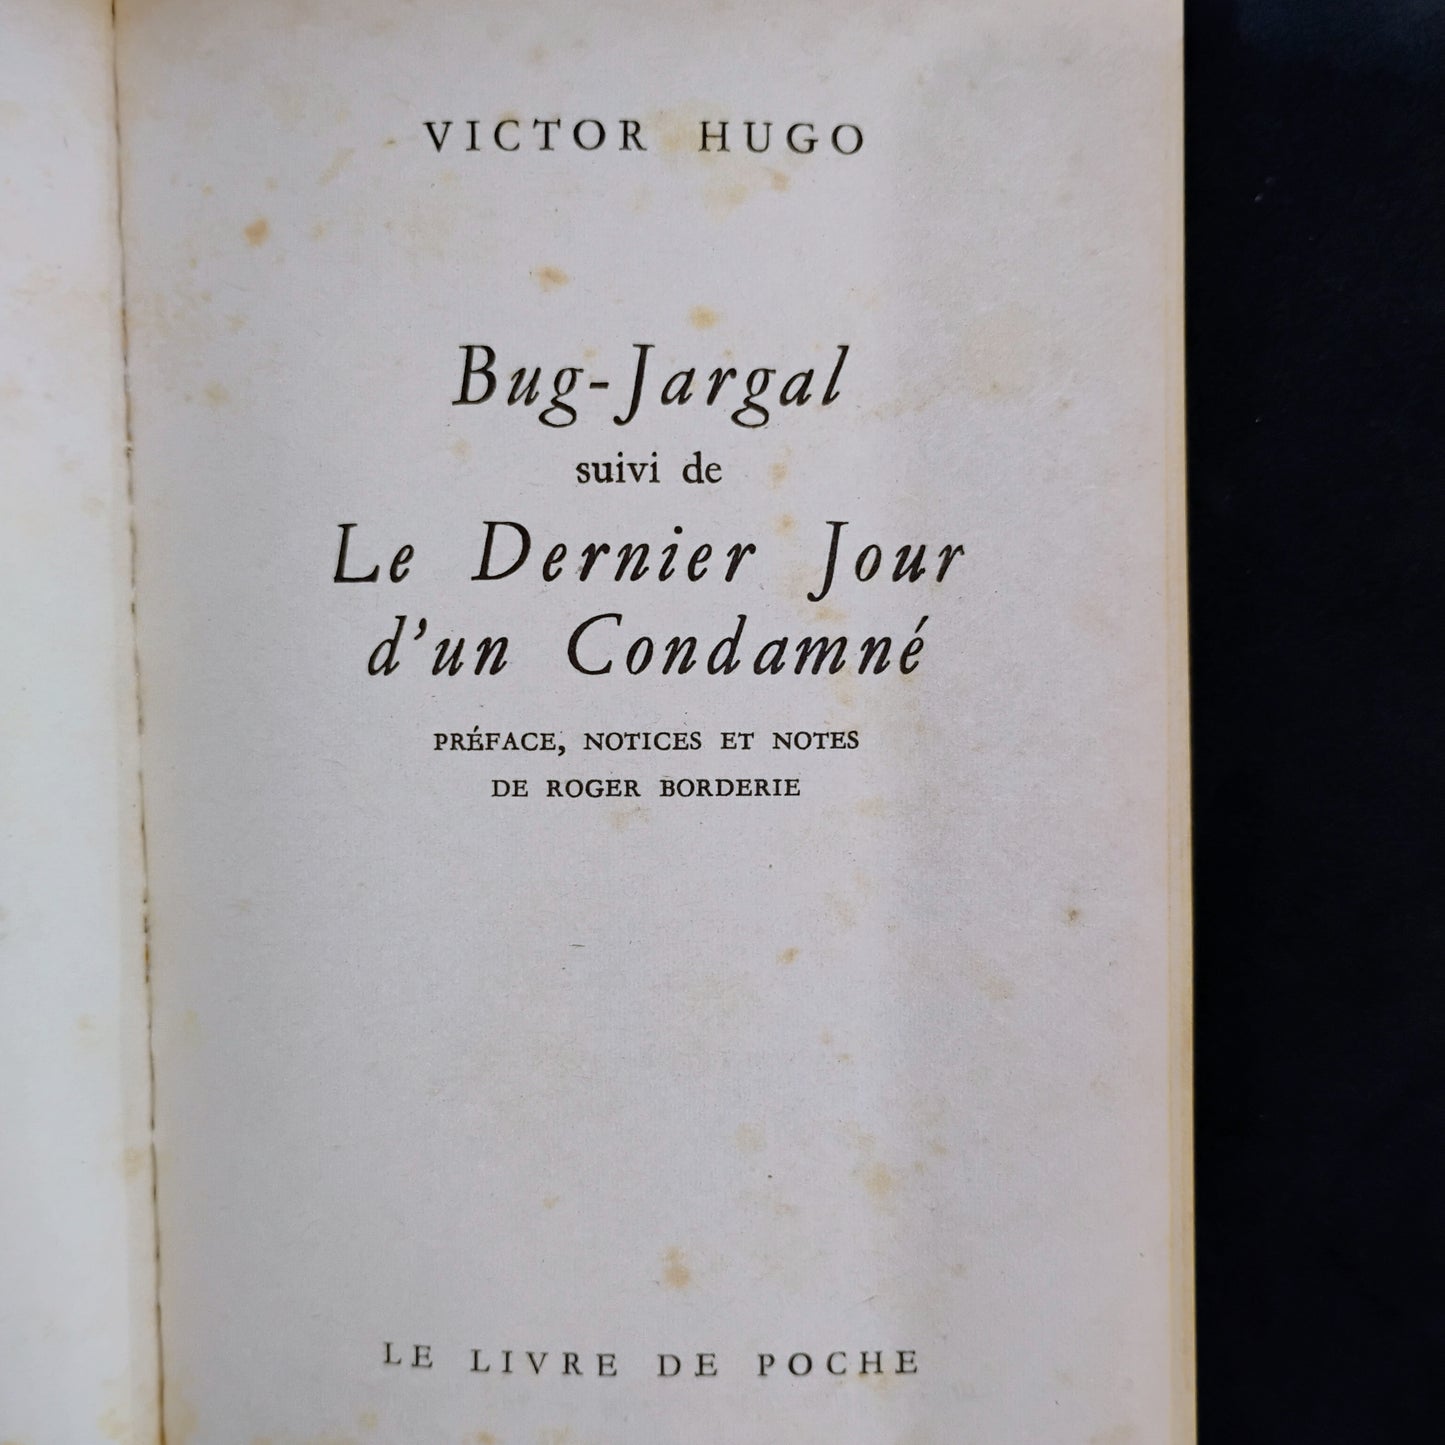 VICTOR HUGO
Bug-Jargal
suivi de
Le Dernier Jour
d'un Condamné
PRÉFACE, NOTICES ET NOTES
DE ROGER BORDERIE
LE LIVRE DE POCHE